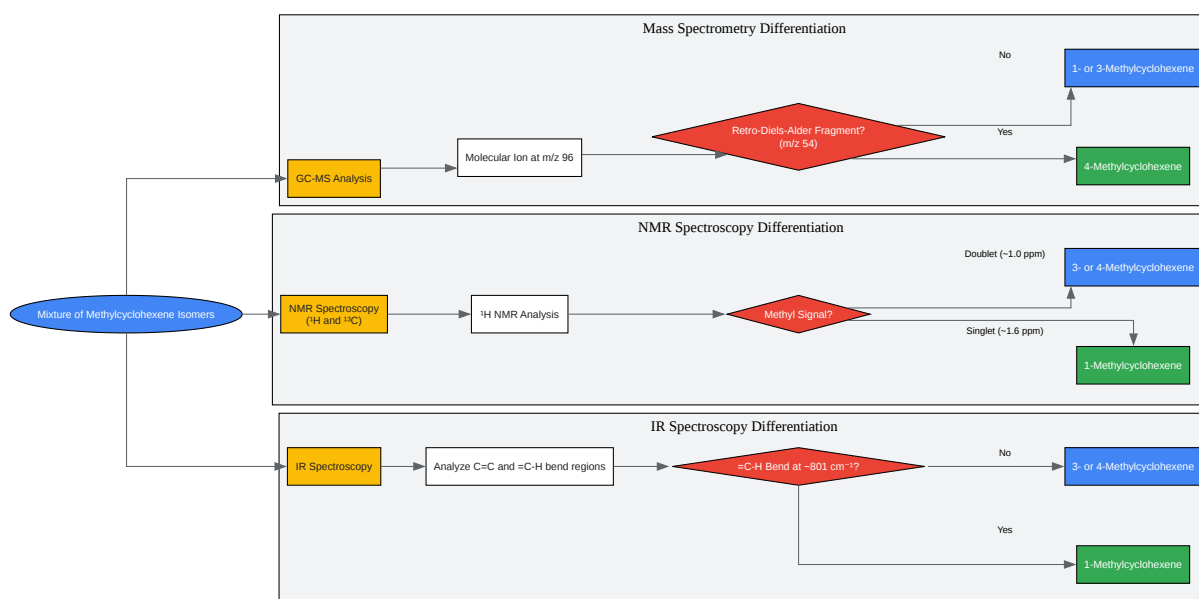 Mass Spectrometry Differentiation
No
1- or 3-Methylcyclohexene
Retro-Diels-Alder Fragment?
(m/z 54)
Yes
Molecular Ion at m/z 96
4-Methylcyclohexene
GC-MS Analysis
NMR Spectroscopy Differentiation
Doublet (~1.0 ppm)
3- or 4-Methylcyclohexene
Mixture of Methylcyclohexene Isomers
NMR Spectroscopy
(¹H and ¹³C)
¹H NMR Analysis
Methyl Signal?
Singlet (~1.6 ppm)
1-Methylcyclohexene
IR Spectroscopy Differentiation
IR Spectroscopy
Analyze C=C and =C-H bend regions
=C-H Bend at ~801 cm⁻¹?
No
3- or 4-Methylcyclohexene
Yes
1-Methylcyclohexene